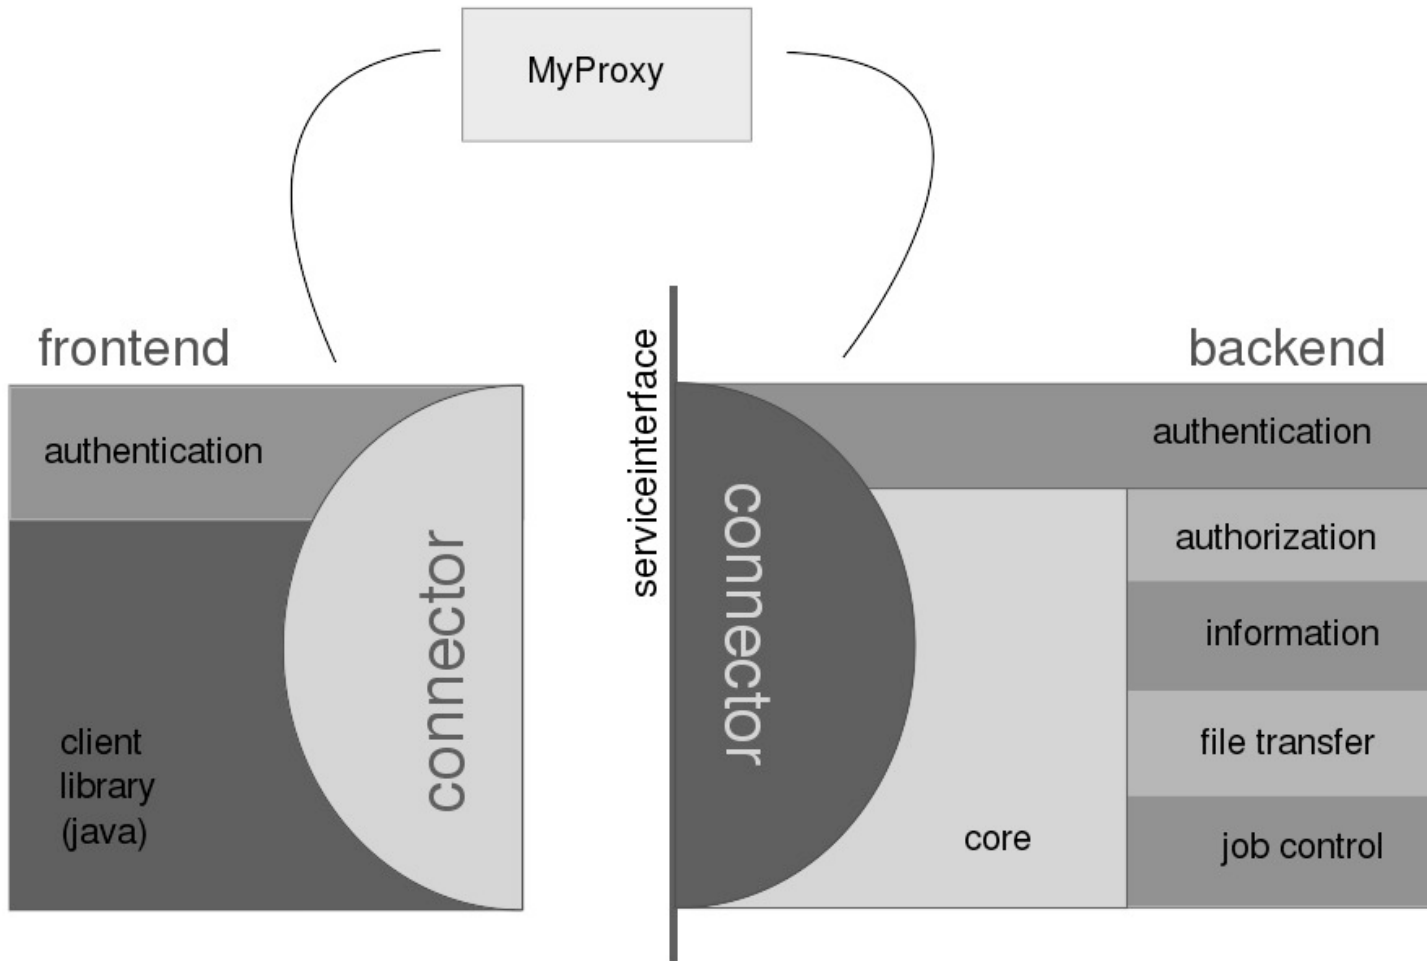 MyProxy
frontend
authentication
client
library
(java)
connector
serviceinterface
connector
backend
authentication
authorization
information
file transfer
job control
core